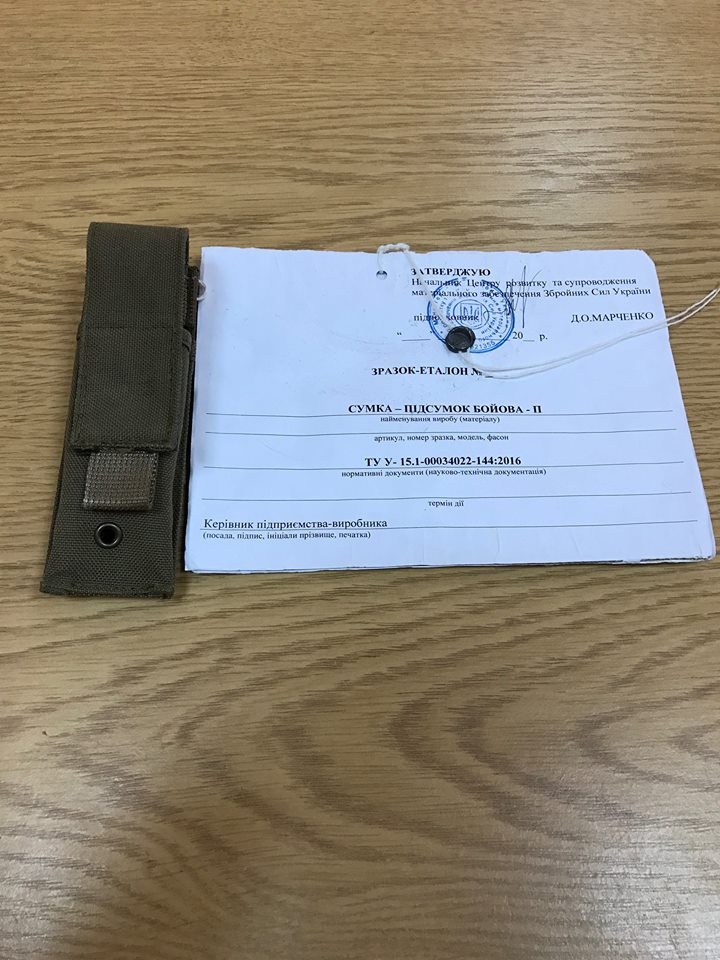 ЗАТВЕРДЖУЮ
Начальник Центру розвитку та супроводження
матеріального забезпечення Збройних Сил України
Д.О.МАРЧЕНКО
“ 20__ р.
ЗРАЗОК-ЕТАЛОН №
СУМКА – ПІДСУМОК БОЙОВА - П
найменування виробу (матеріалу)
артикул, номер зразка, модель, фасон
ТУ У- 15.1-00034022-144:2016
нормативні документи (науково-технічна документація)
термін дії
Керівник підприємства-виробника
(посада, підпис, ініціали прізвище, печатка)